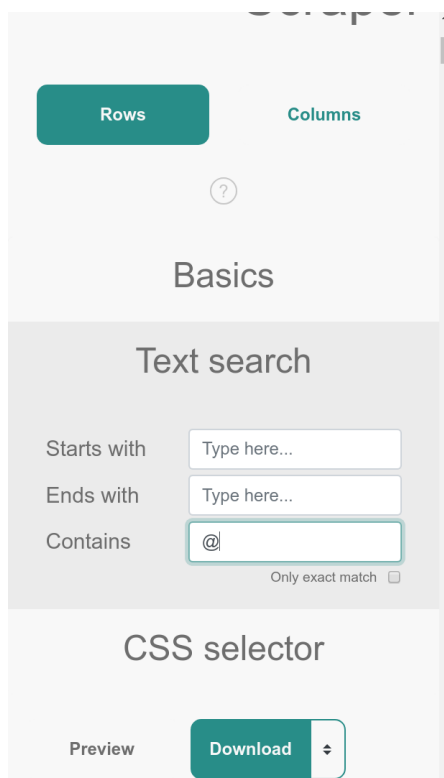 Rows Columns
?
Basics
Text search
Starts with Type here...
Ends with Type here...
Contains @
Only exact match
CSS selector
Preview Download